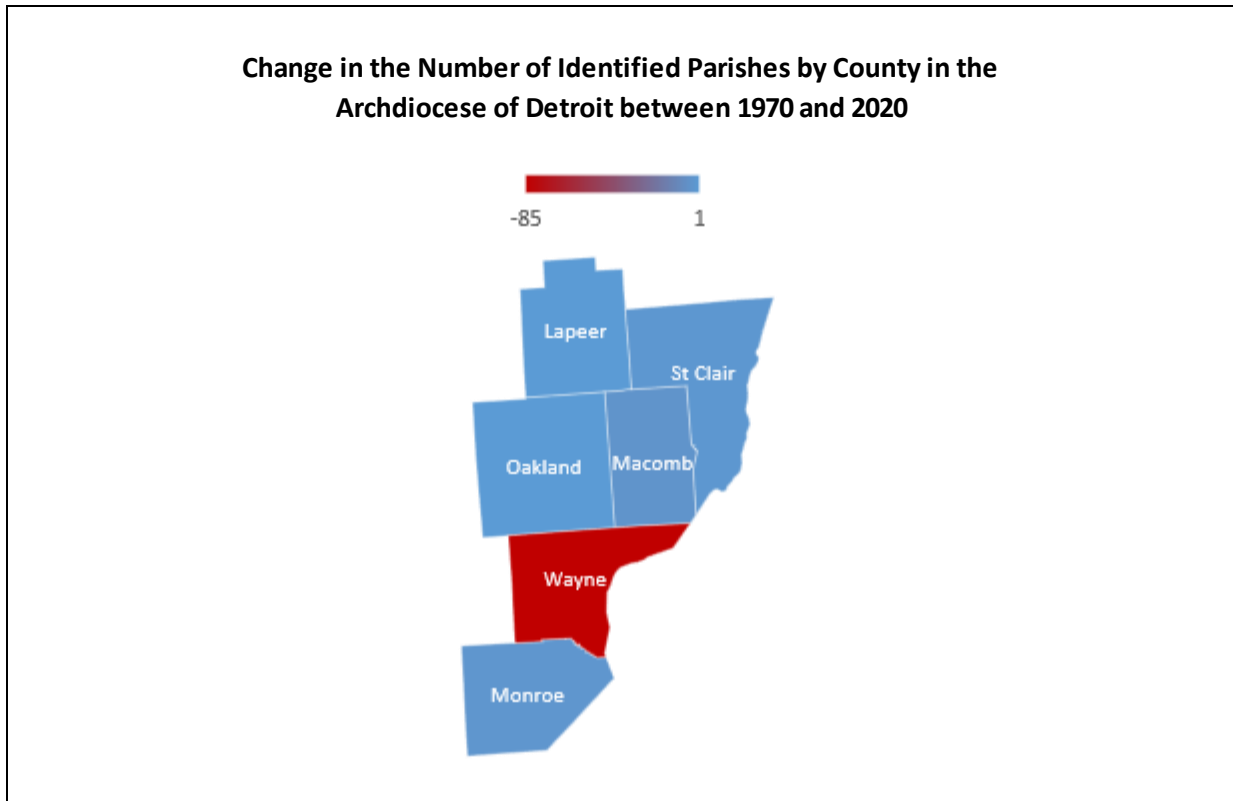 Change in the Number of Identified Parishes by County in the
Archdiocese of Detroit between 1970 and 2020
-85 1
Lapeer
St Clair
Oakland
Macomb
Wayne
Monroe